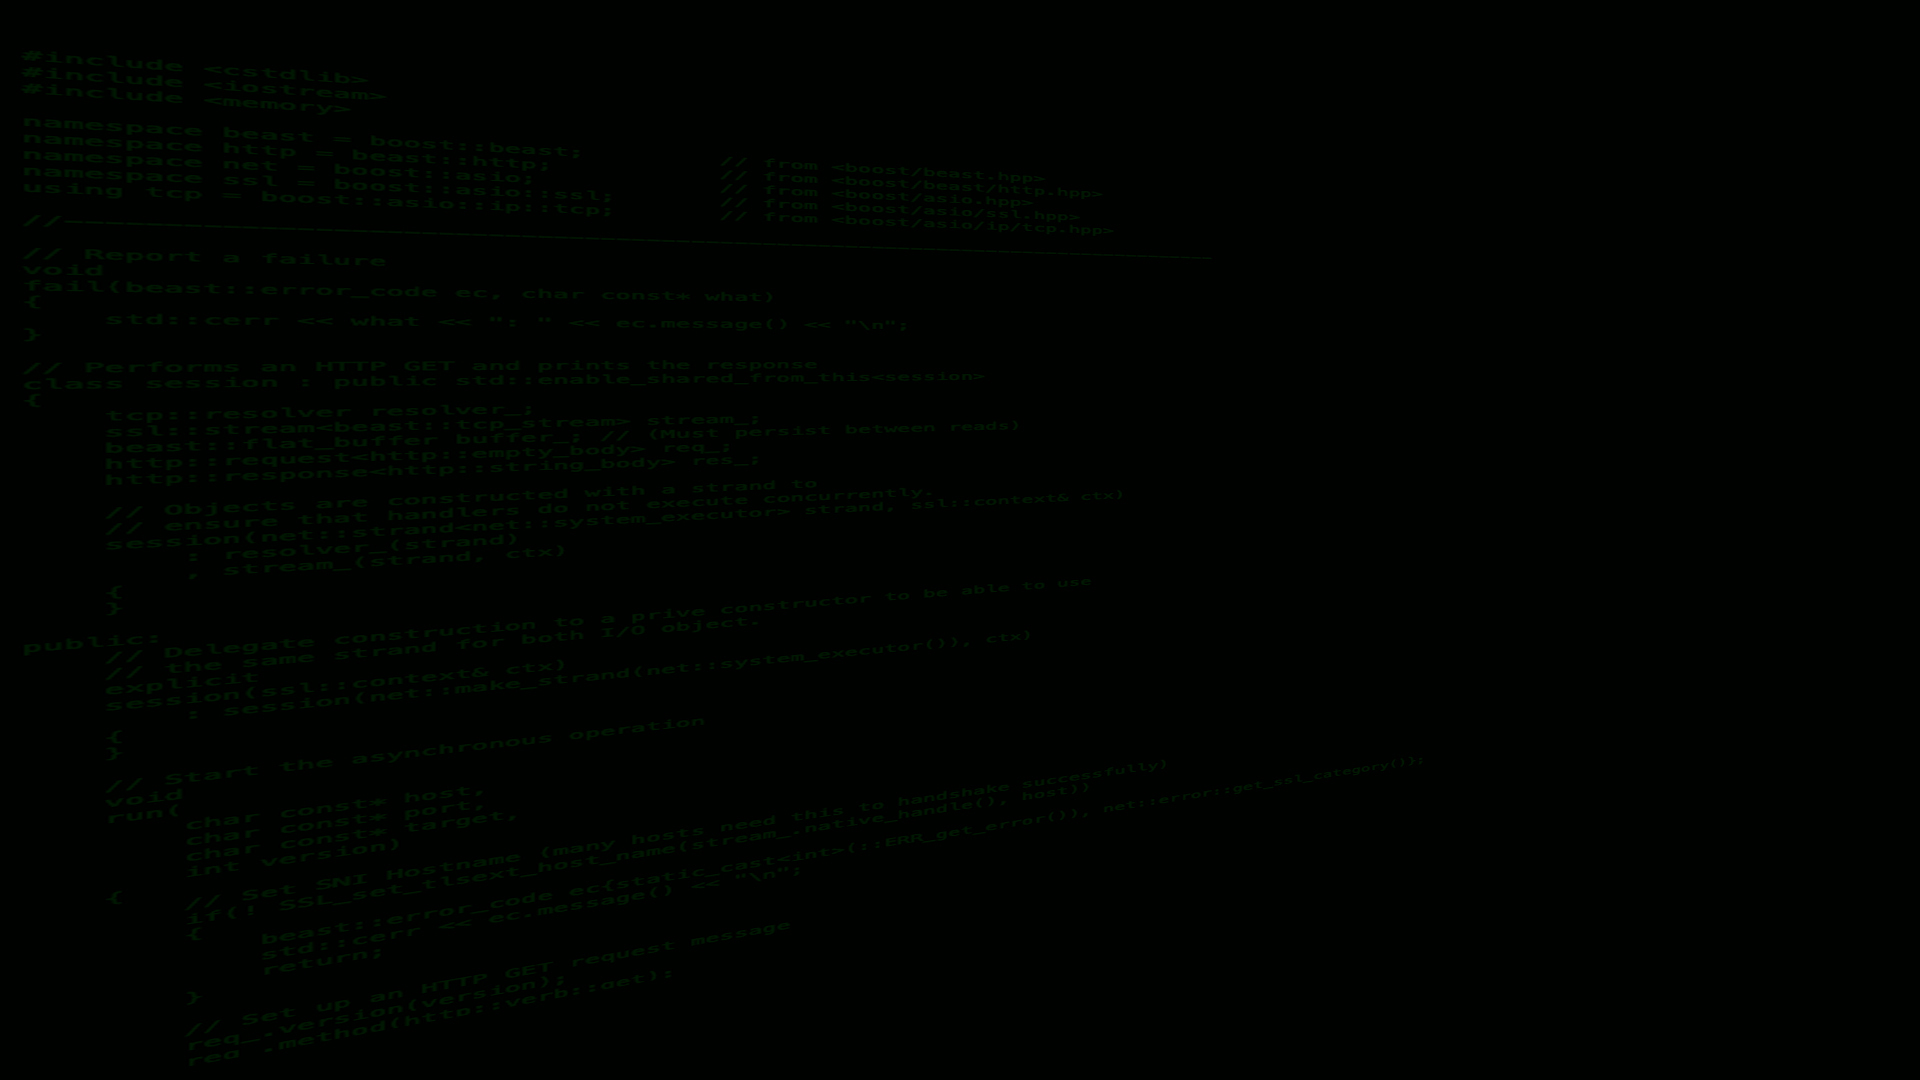 #include <cstdlib>
#include <iostream>
#include <memory>
namespace beast = boost::beast; // from <boost/beast.hpp>
namespace http = beast::http; // from <boost/beast/http.hpp>
namespace net = boost::asio; // from <boost/asio.hpp>
namespace ssl = boost::asio::ssl; // from <boost/asio/ssl.hpp>
using tcp = boost::asio::ip::tcp; // from <boost/asio/ip/tcp.hpp>
//------------------------------------------------------------------------------
// Report a failure
void
fail(beast::error_code ec, char const* what)
{
std::cerr << what << ": " << ec.message() << "\n";
}
// Performs an HTTP GET and prints the response
class session : public std::enable_shared_from_this<session>
{
tcp::resolver resolver_;
ssl::stream<beast::tcp_stream> stream_;
beast::flat_buffer buffer_; // (Must persist between reads)
http::request<http::empty_body> req_;
http::response<http::string_body> res_;
// Objects are constructed with a strand to
// ensure that handlers do not execute concurrently.
session(net::strand<net::system_executor> strand, ssl::context& ctx)
: resolver_(strand)
, stream_(strand, ctx)
{
}
public:
// Delegate construction to a prive constructor to be able to use
// the same strand for both I/O object.
explicit
session(ssl::context& ctx)
: session(net::make_strand(net::system_executor()), ctx)
{
}
// Start the asynchronous operation
void
run(
char const* host,
char const* port,
char const* target,
int version)
{
// Set SNI Hostname (many hosts need this to handshake successfully)
if(! SSL_set_tlsext_host_name(stream_.native_handle(), host))
{
beast::error_code ec{static_cast<int>(::ERR_get_error()), net::error::get_ssl_category()};
std::cerr << ec.message() << "\n";
return;
}
// Set up an HTTP GET request message
req_.version(version);
req_.method(http::verb::get);